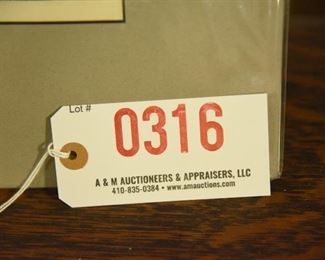 Lot #
0316
A & M AUCTIONEERS & APPRAISERS, LLC
410-835-0384 • www.amauctions.com